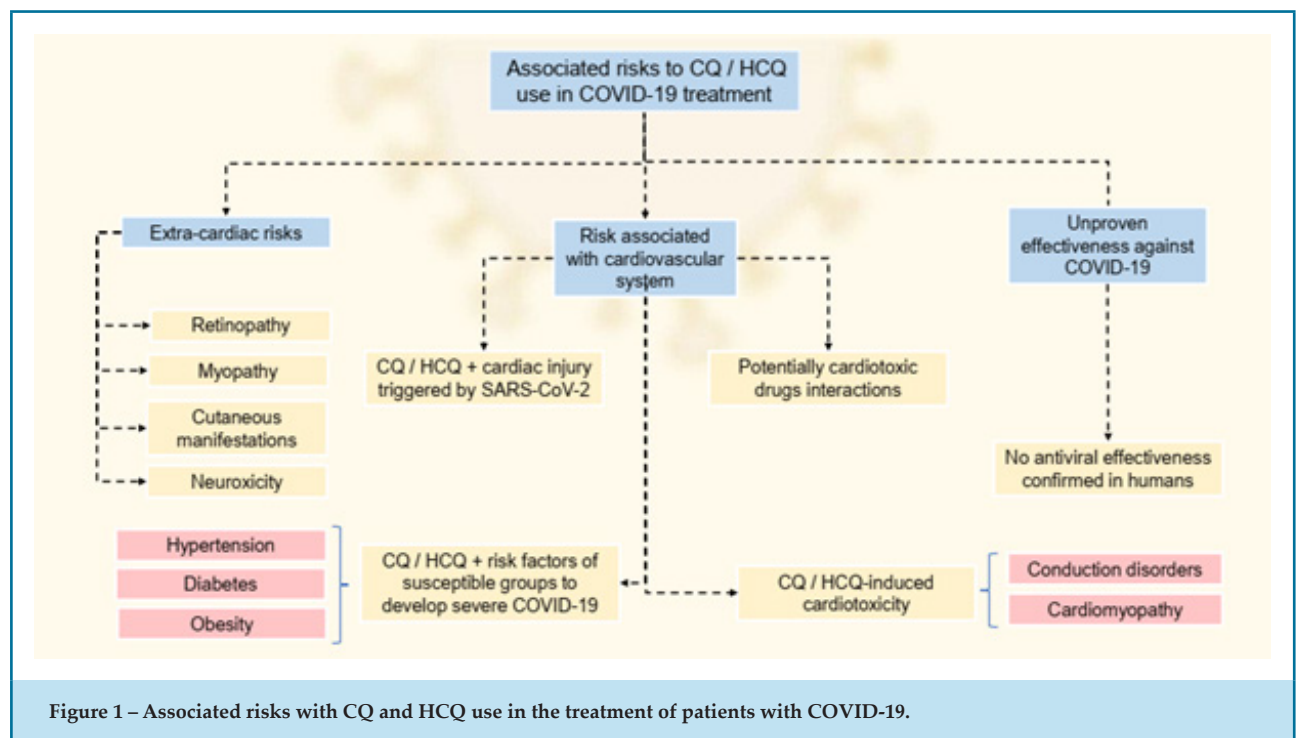 Associated risks to CQ / HCQ
use in COVID-19 treatment
Extra-cardiac risks
Retinopathy
Myopathy
Cutaneous
manifestations
Neuroxicity
Risk associated
with cardiovascular
system
CQ / HCQ + cardiac injury
triggered by SARS-CoV-2
Potentially cardiotoxic
drugs interactions
Unproven
effectiveness against
COVID-19
No antiviral effectiveness
confirmed in humans
Hypertension
Diabetes
Obesity
CQ / HCQ + risk factors of
susceptible groups to
develop severe COVID-19
CQ / HCQ-induced
cardiotoxicity
Conduction disorders
Cardiomyopathy
Figure 1 – Associated risks with CQ and HCQ use in the treatment of patients with COVID-19.